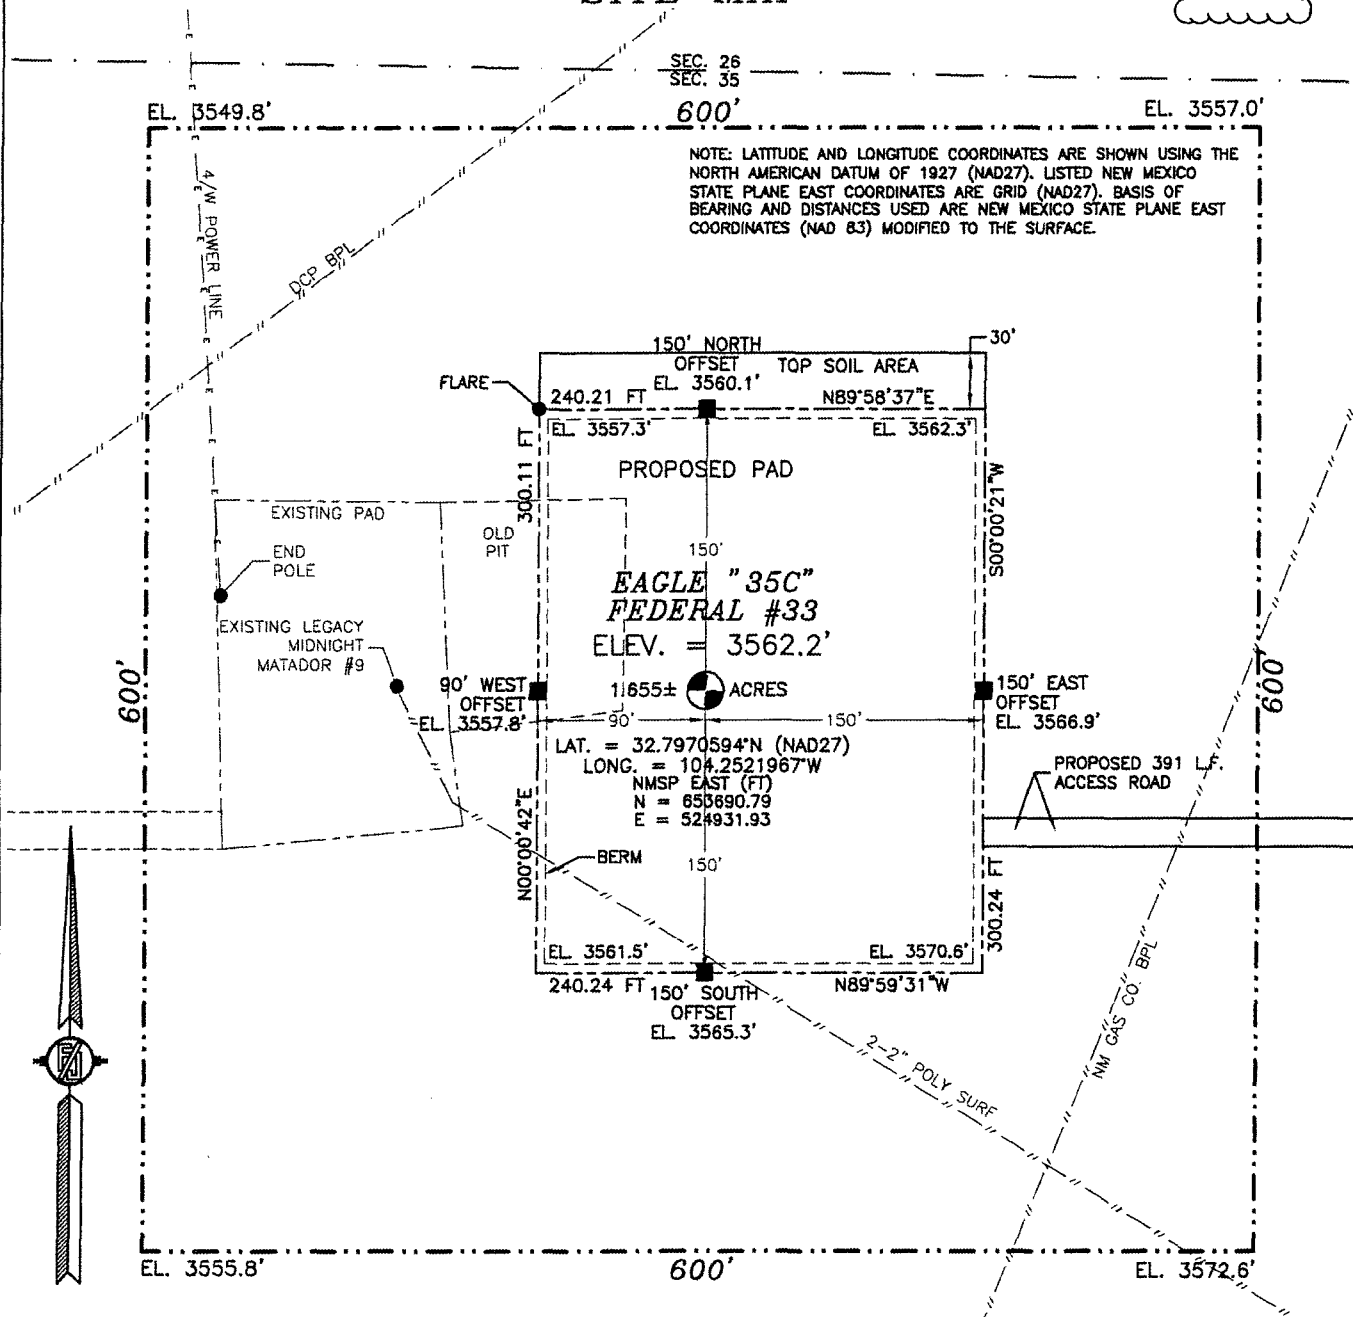 SEC. 26
SEC. 35
EL. 3549.8'
600'
EL. 3557.0'
NOTE: LATITUDE AND LONGITUDE COORDINATES ARE SHOWN USING THE
NORTH AMERICAN DATUM OF 1927 (NAD27). LISTED NEW MEXICO
STATE PLANE EAST COORDINATES ARE GRID (NAD27). BASIS OF
BEARING AND DISTANCES USED ARE NEW MEXICO STATE PLANE EAST
COORDINATES (NAD 83) MODIFIED TO THE SURFACE.
4/W POWER LINE
DCP BPL
150' NORTH
OFFSET
EL. 3560.1'
TOP SOIL AREA
30'
FLARE
240.21 FT
N89°58'37"E
EL. 3557.3'
EL. 3562.3'
300.11 FT
PROPOSED PAD
S00°00'21"W
EXISTING PAD
OLD
PIT
END
POLE
150'
EAGLE "35C"
FEDERAL #33
ELEV. = 3562.2'
EXISTING LEGACY
MIDNIGHT
MATADOR #9
600'
90' WEST
OFFSET
EL. 3557.8'
1.655± ACRES
150' EAST
OFFSET
EL. 3566.9'
600'
90'
150'
LAT. = 32.7970594°N (NAD27)
LONG. = 104.2521967°W
NMSP EAST (FT)
N = 653690.79
E = 524931.93
PROPOSED 391 L.F.
ACCESS ROAD
N00°00'42"E
BERM
150'
300.24 FT
EL. 3561.5'
EL. 3570.6'
240.24 FT
N89°59'31"W
150' SOUTH
OFFSET
EL. 3565.3'
2-2" POLY SURF
NM GAS CO. BPL
EL. 3555.8'
600'
EL. 3572.6'